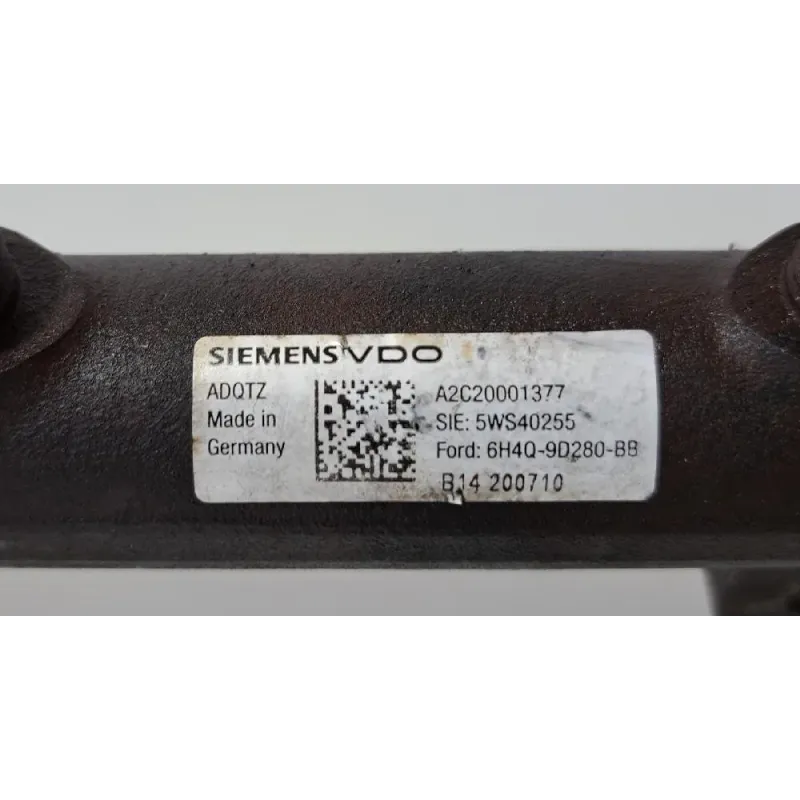 SIEMENS VDO
ADQTZ
Made in
Germany
A2C20001377
SIE: 5WS40255
Ford: 6H4Q-9D280-BB
B14 200710